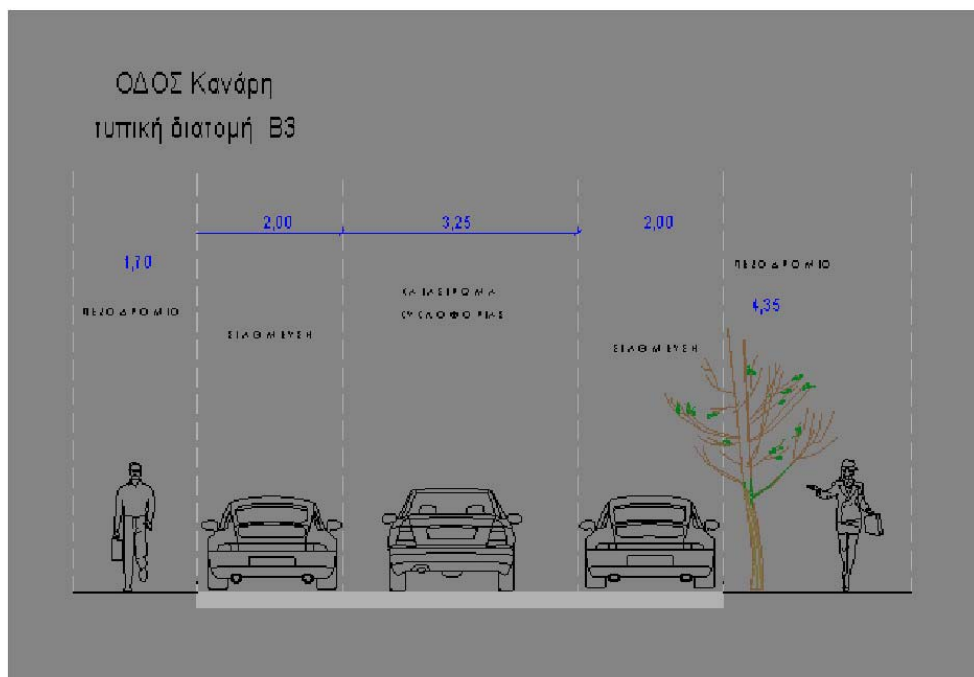 ΟΔΟΣ Κανάρη
τυπική διατομή Β3
2,00
3,25
2,00
1,70
ΠΕΖΟΔΡΟΜΙΟ
ΠΕΖΟΔΡΟΜΙΟ
4,35
ΚΑΤΑΣΤΡΩΜΑ
ΚΥΚΛΟΦΟΡΙΑΣ
ΣΤΑΘΜΕΥΣΗ
ΣΤΑΘΜΕΥΣΗ